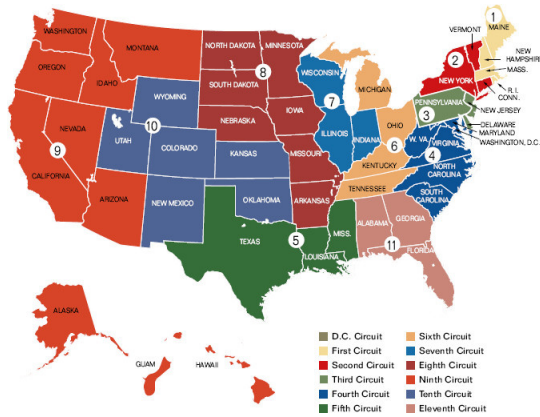 WASHINGTON
OREGON
CALIFORNIA
NEVADA
IDAHO
MONTANA
ARIZONA
9
WYOMING
UTAH
10
COLORADO
NEW MEXICO
KANSAS
OKLAHOMA
NORTH DAKOTA
SOUTH DAKOTA
NEBRASKA
MINNESOTA
8
IOWA
MISSOURI
ARKANSAS
TEXAS
5
LOUISIANA
MISS.
WISCONSIN
7
ILLINOIS
INDIANA
MICHIGAN
OHIO
6
KENTUCKY
TENNESSEE
ALABAMA
GEORGIA
11
FLORIDA
W. VA
VIRGINIA
4
NORTH
CAROLINA
SOUTH
CAROLINA
PENNSYLVANIA
3
NEW JERSEY
DELAWARE
MARYLAND
WASHINGTON, D.C.
NEW YORK
2
VERMONT
CONN.
1
MAINE
NEW
HAMPSHIRE
MASS.
R. I.
ALASKA
GUAM
HAWAII
D.C. Circuit
First Circuit
Second Circuit
Third Circuit
Fourth Circuit
Fifth Circuit
Sixth Circuit
Seventh Circuit
Eighth Circuit
Ninth Circuit
Tenth Circuit
Eleventh Circuit